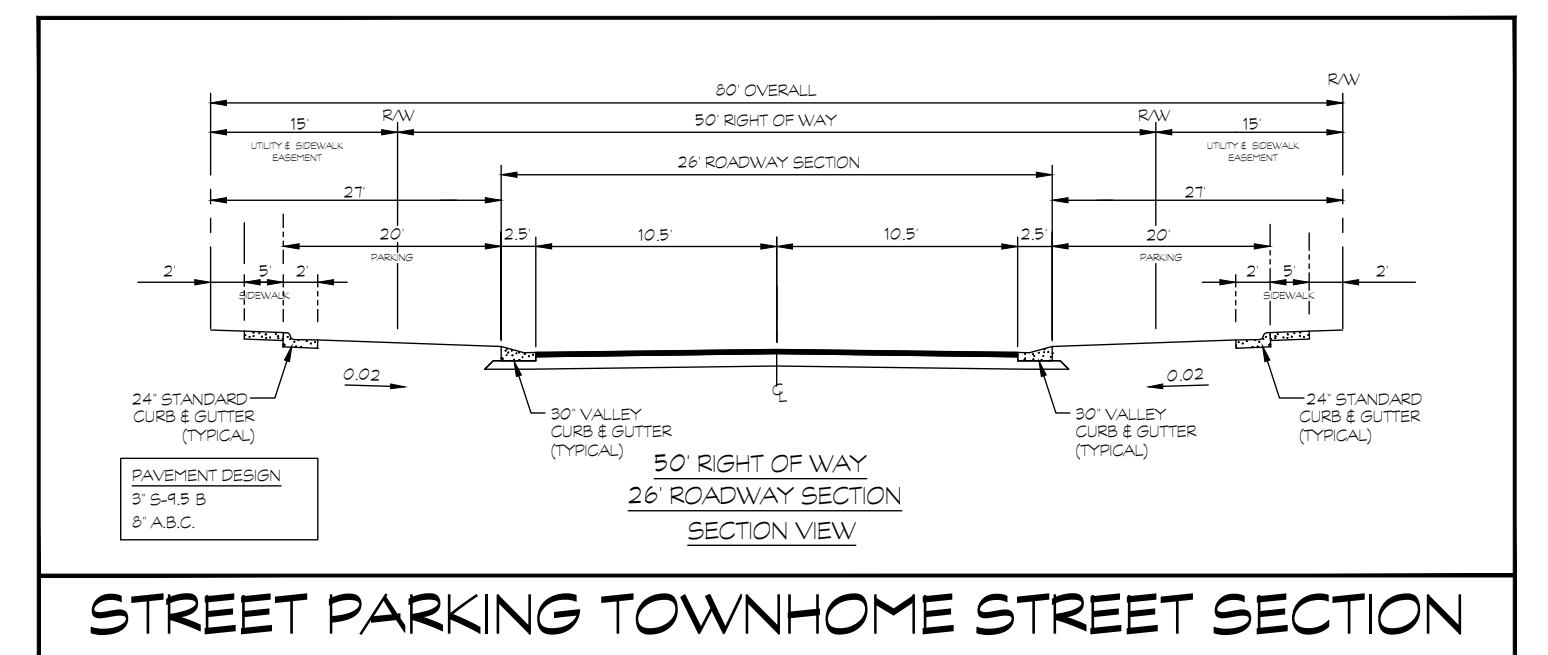 R/W
80' OVERALL
15' R/W 50' RIGHT OF WAY R/W 15'
UTILITY & SIDEWALK
EASEMENT
UTILITY & SIDEWALK
EASEMENT
26' ROADWAY SECTION
27' 27'
20' 2.5' 10.5' 10.5' 2.5' 20'
PARKING PARKING
2' 5' 2' 2' 5' 2'
SIDEWALK SIDEWALK
0.02 0.02
℄
24" STANDARD
CURB & GUTTER
(TYPICAL)
30" VALLEY
CURB & GUTTER
(TYPICAL)
30" VALLEY
CURB & GUTTER
(TYPICAL)
24" STANDARD
CURB & GUTTER
(TYPICAL)
PAVEMENT DESIGN
3" S-9.5 B
8" A.B.C.
50' RIGHT OF WAY
26' ROADWAY SECTION
SECTION VIEW
STREET PARKING TOWNHOME STREET SECTION